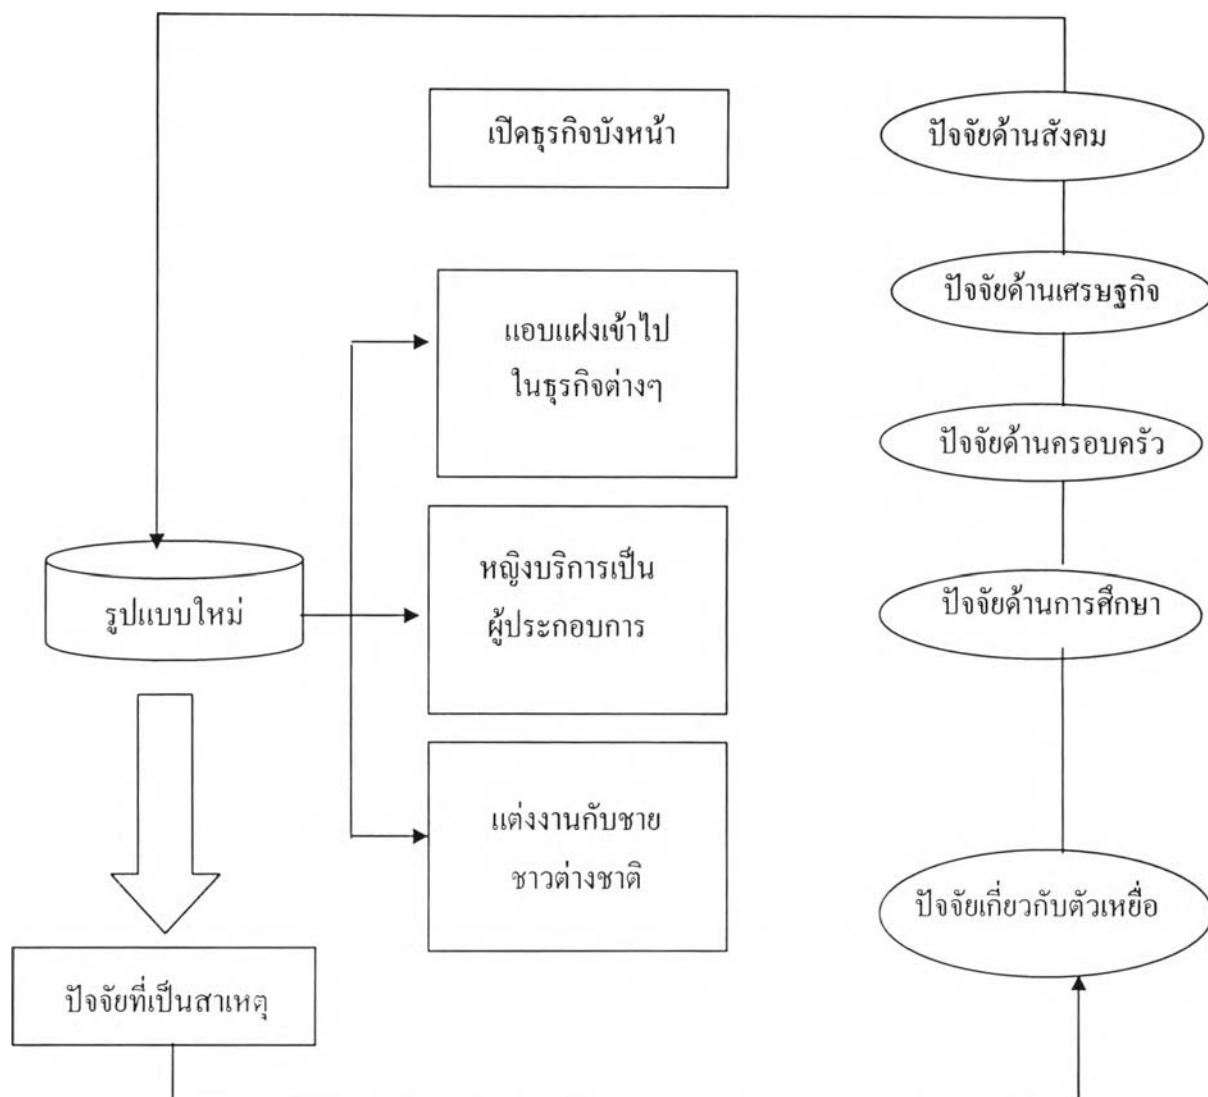 เปิดธุรกิจบังหน้า
ปัจจัยด้านสังคม
ปัจจัยด้านเศรษฐกิจ
แอบแฝงเข้าไป
ในธุรกิจต่างๆ
ปัจจัยด้านครอบครัว
หญิงบริการเป็น
ผู้ประกอบการ
รูปแบบใหม่
ปัจจัยด้านการศึกษา
แต่งงานกับชาย
ชาวต่างชาติ
ปัจจัยเกี่ยวกับตัวเหยื่อ
ปัจจัยที่เป็นสาเหตุ